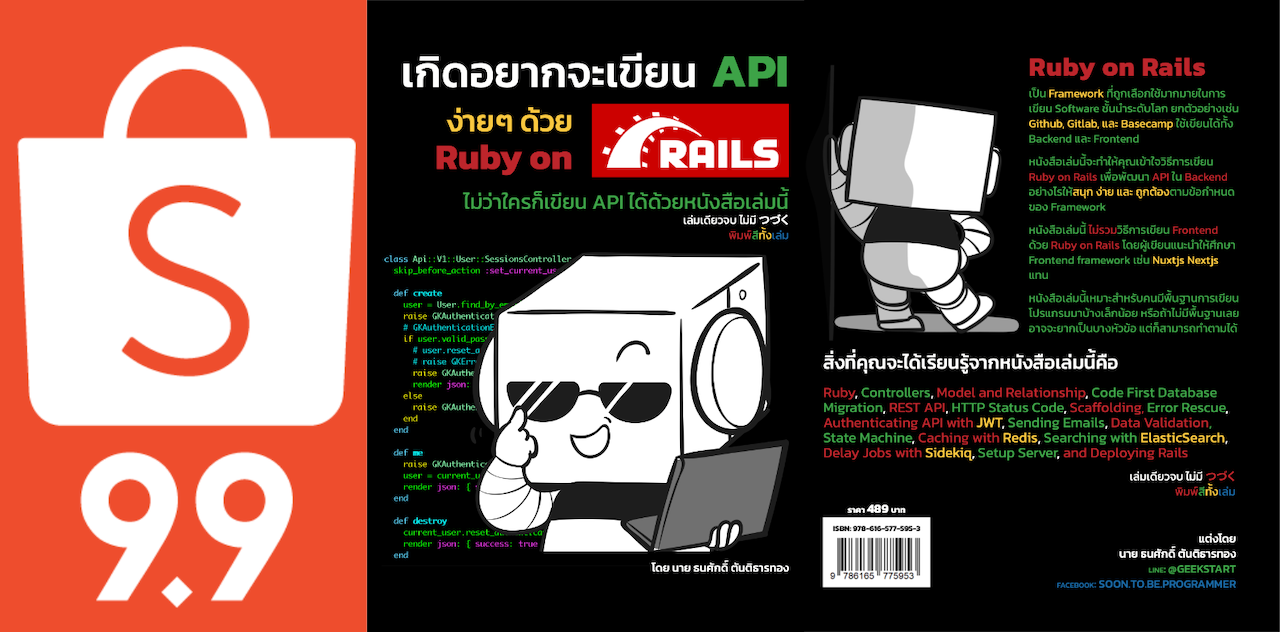 S
9.9
เกิดอยากจะเขียน API
ง่ายๆ ด้วย
Ruby on
RAILS
ไม่ว่าใครก็เขียน API ได้ด้วยหนังสือเล่มนี้
เล่มเดียวจบ ไม่มี つづく
พิมพ์สีทั้งเล่ม
class Api::V1::User::SessionsController
skip_before_action :set_current_us
def create
user = User.find_by_e
raise GKAuthenticat
# GKAuthenticationE
if user.valid_pas
# user.reset_a
# raise GKErr
raise GKAuthe
render json:
else
raise GKAuthe
end
end
def me
raise GKAuthentic
user = current_u
render json: {
end
def destroy
current_user.reset_
render json: { success: true
end
โดย นาย ธนศักดิ์ ตันติธารทอง
Ruby on Rails
เป็น Framework ที่ถูกเลือกใช้มากมายในการ
เขียน Software ชั้นนำระดับโลก ยกตัวอย่างเช่น
Github, Gitlab, และ Basecamp ใช้เขียนได้ทั้ง
Backend และ Frontend
หนังสือเล่มนี้จะทำให้คุณเข้าใจวิธีการเขียน
Ruby on Rails เพื่อพัฒนา API ใน Backend
อย่างไรให้สนุก ง่าย และ ถูกต้องตามข้อกำหนด
ของ Framework
หนังสือเล่มนี้ ไม่รวมวิธีการเขียน Frontend
ด้วย Ruby on Rails โดยผู้เขียนแนะนำให้ศึกษา
Frontend framework เช่น Nuxtjs Nextjs
แทน
หนังสือเล่มนี้เหมาะสำหรับคนมีพื้นฐานการเขียน
โปรแกรมมาบ้างเล็กน้อย หรือถ้าไม่มีพื้นฐานเลย
อาจจะยากเป็นบางหัวข้อ แต่ก็สามารถทำตามได้
สิ่งที่คุณจะได้เรียนรู้จากหนังสือเล่มนี้คือ
Ruby, Controllers, Model and Relationship, Code First Database
Migration, REST API, HTTP Status Code, Scaffolding, Error Rescue,
Authenticating API with JWT, Sending Emails, Data Validation,
State Machine, Caching with Redis, Searching with ElasticSearch,
Delay Jobs with Sidekiq, Setup Server, and Deploying Rails
เล่มเดียวจบ ไม่มี つづく
พิมพ์สีทั้งเล่ม
ราคา 489 บาท
ISBN: 978-616-577-595-3
9 786165 775953
แต่งโดย
นาย ธนศักดิ์ ตันติธารทอง
LINE: @GEEKSTART
FACEBOOK: SOON.TO.BE.PROGRAMMER